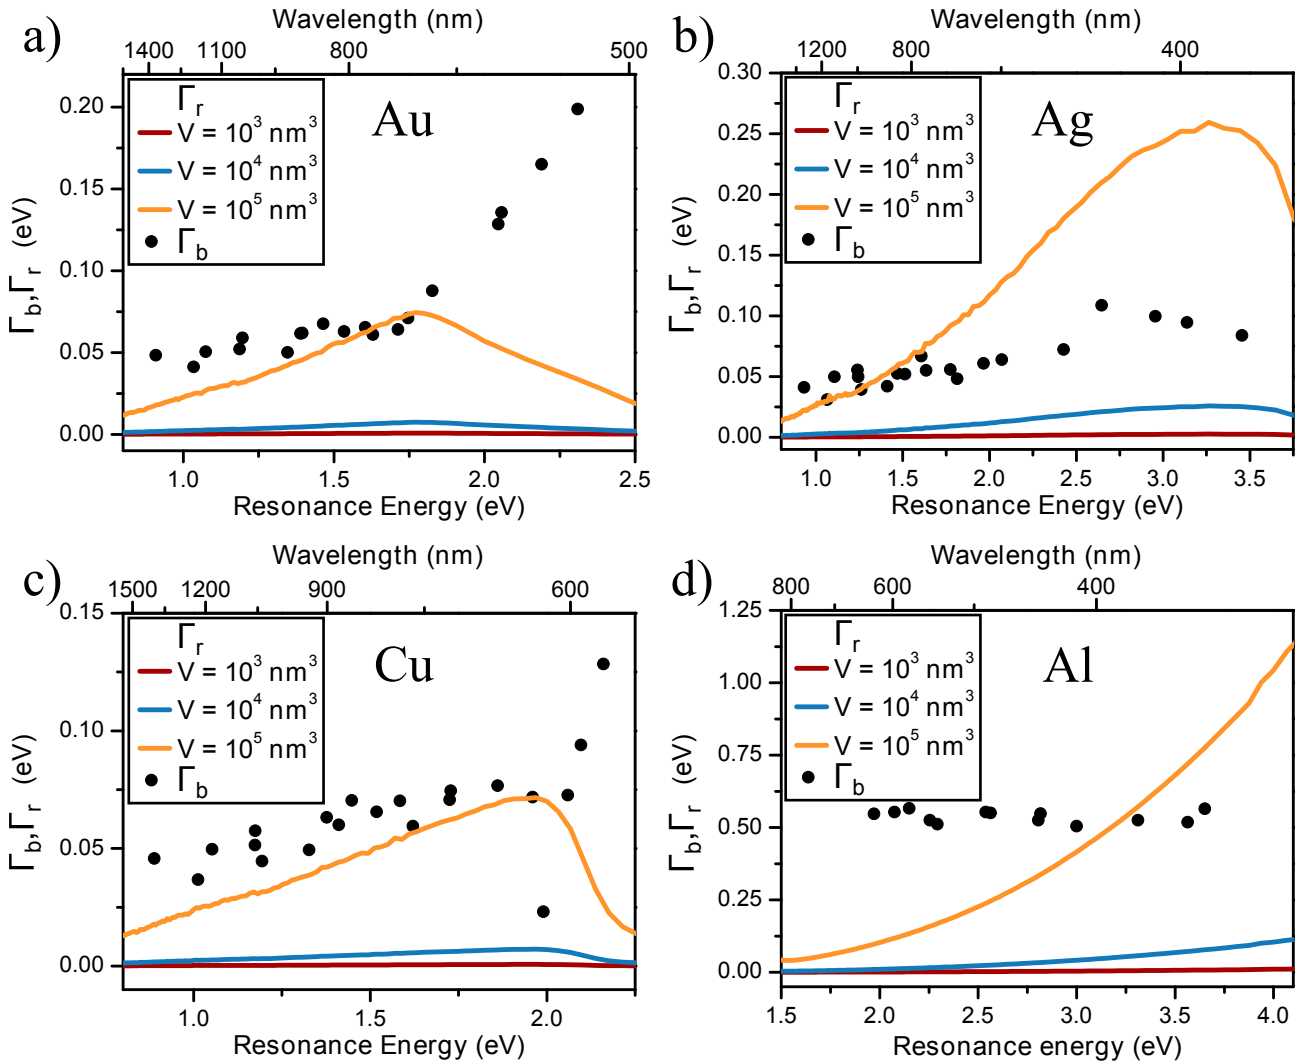 a)
Wavelength (nm)
1400 1100 800 500
Γr
V = 10³ nm³
V = 10⁴ nm³
V = 10⁵ nm³
Γb
Au
Γb,Γr (eV)
0.20
0.15
0.10
0.05
0.00
1.0 1.5 2.0 2.5
Resonance Energy (eV)
b)
Wavelength (nm)
1200 800 400
Γr
V = 10³ nm³
V = 10⁴ nm³
V = 10⁵ nm³
Γb
Ag
Γb,Γr (eV)
0.30
0.25
0.20
0.15
0.10
0.05
0.00
1.0 1.5 2.0 2.5 3.0 3.5
Resonance Energy (eV)
c)
Wavelength (nm)
1500 1200 900 600
Γr
V = 10³ nm³
V = 10⁴ nm³
V = 10⁵ nm³
Γb
Cu
Γb,Γr (eV)
0.15
0.10
0.05
0.00
1.0 1.5 2.0
Resonance Energy (eV)
d)
Wavelength (nm)
800 600 400
Γr
V = 10³ nm³
V = 10⁴ nm³
V = 10⁵ nm³
Γb
Al
Γb,Γr (eV)
1.25
1.00
0.75
0.50
0.25
0.00
1.5 2.0 2.5 3.0 3.5 4.0
Resonance energy (eV)